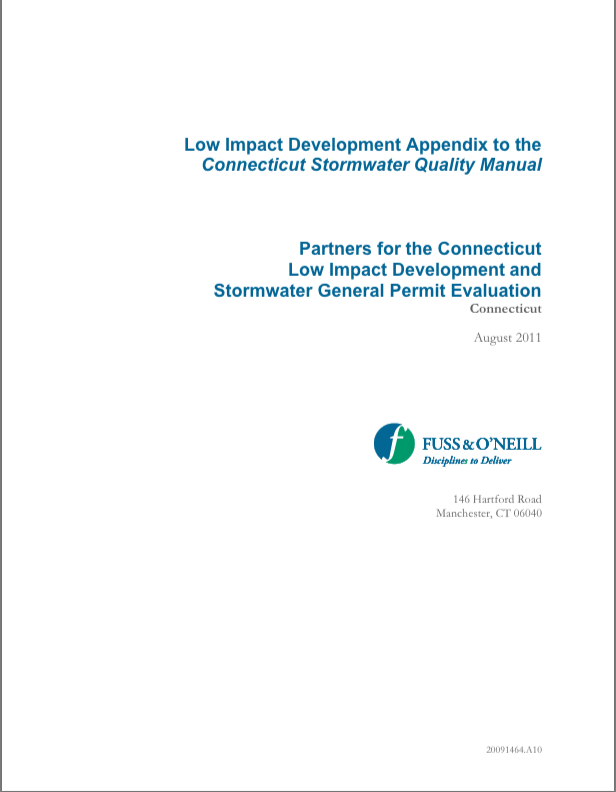 Low Impact Development Appendix to the
Connecticut Stormwater Quality Manual
Partners for the Connecticut
Low Impact Development and
Stormwater General Permit Evaluation
Connecticut
August 2011
f
FUSS & O'NEILL
Disciplines to Deliver
146 Hartford Road
Manchester, CT 06040
20091464.A10